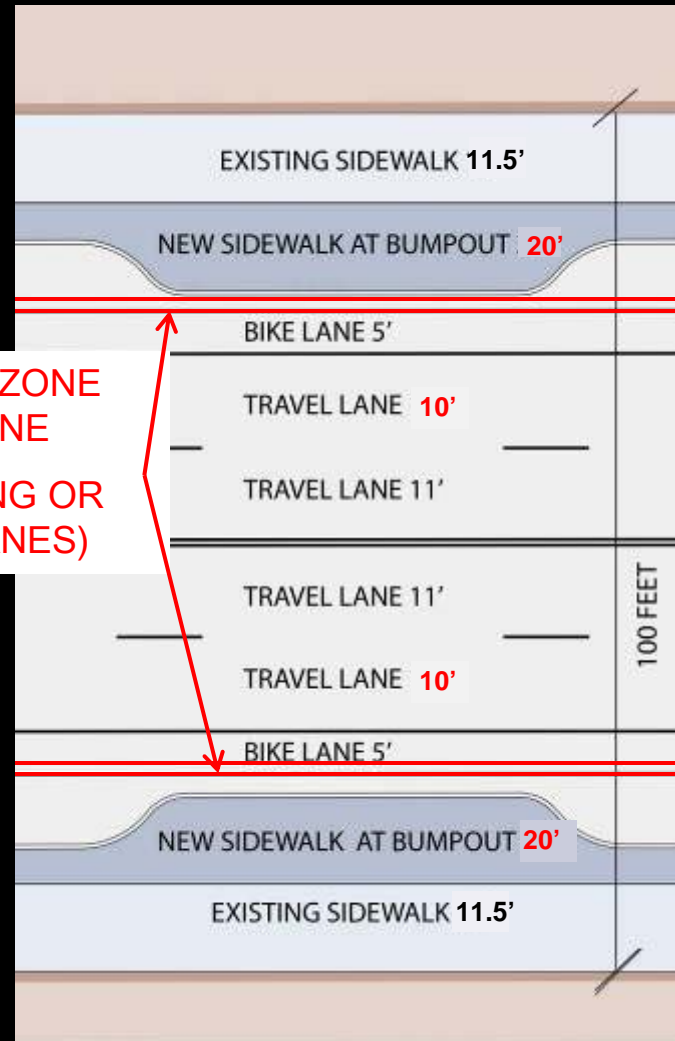 EXISTING SIDEWALK 11.5’
NEW SIDEWALK AT BUMPOUT 20’
BIKE LANE 5’
ZONE
NE
NG OR
NES)
TRAVEL LANE 10’
TRAVEL LANE 11’
TRAVEL LANE 11’
TRAVEL LANE 10’
100 FEET
BIKE LANE 5’
NEW SIDEWALK AT BUMPOUT 20’
EXISTING SIDEWALK 11.5’